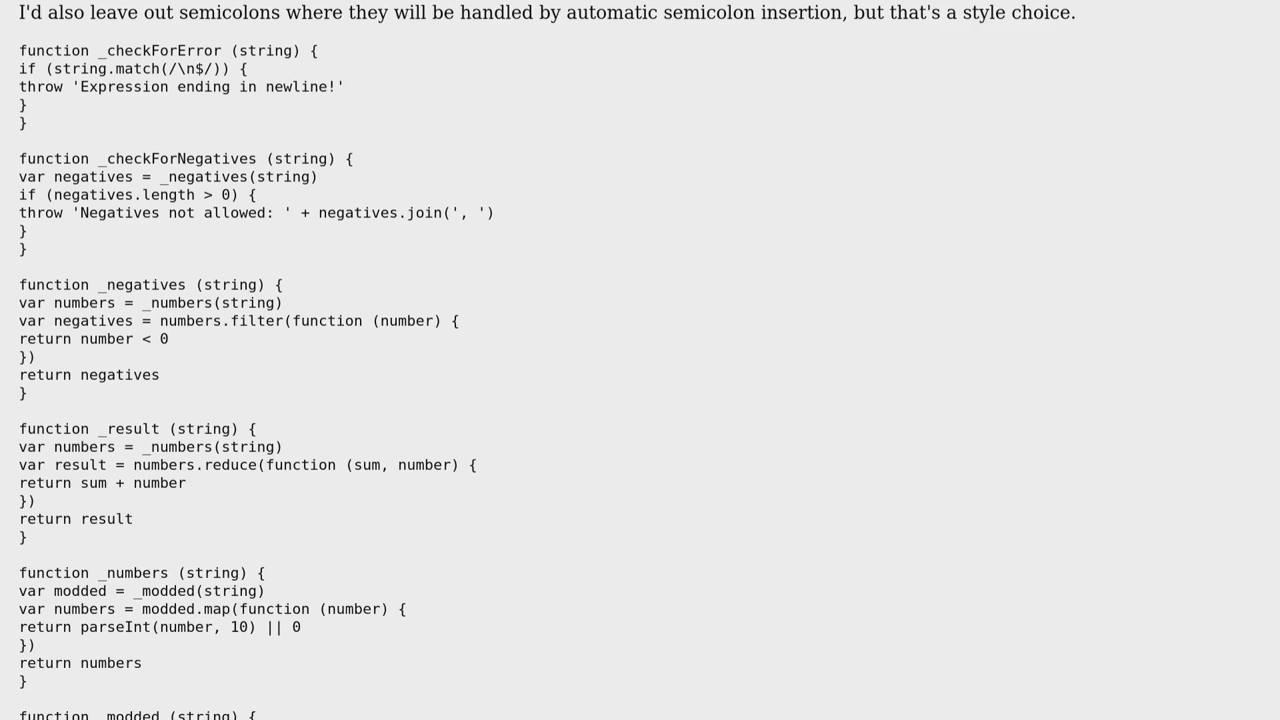 I'd also leave out semicolons where they will be handled by automatic semicolon insertion, but that's a style choice.
function _checkForError (string) {
if (string.match(/\n$/)) {
throw 'Expression ending in newline!'
}
}
function _checkForNegatives (string) {
var negatives = _negatives(string)
if (negatives.length > 0) {
throw 'Negatives not allowed: ' + negatives.join(', ')
}
}
function _negatives (string) {
var numbers = _numbers(string)
var negatives = numbers.filter(function (number) {
return number < 0
})
return negatives
}
function _result (string) {
var numbers = _numbers(string)
var result = numbers.reduce(function (sum, number) {
return sum + number
})
return result
}
function _numbers (string) {
var modded = _modded(string)
var numbers = modded.map(function (number) {
return parseInt(number, 10) || 0
})
return numbers
}
function _modded (string) {